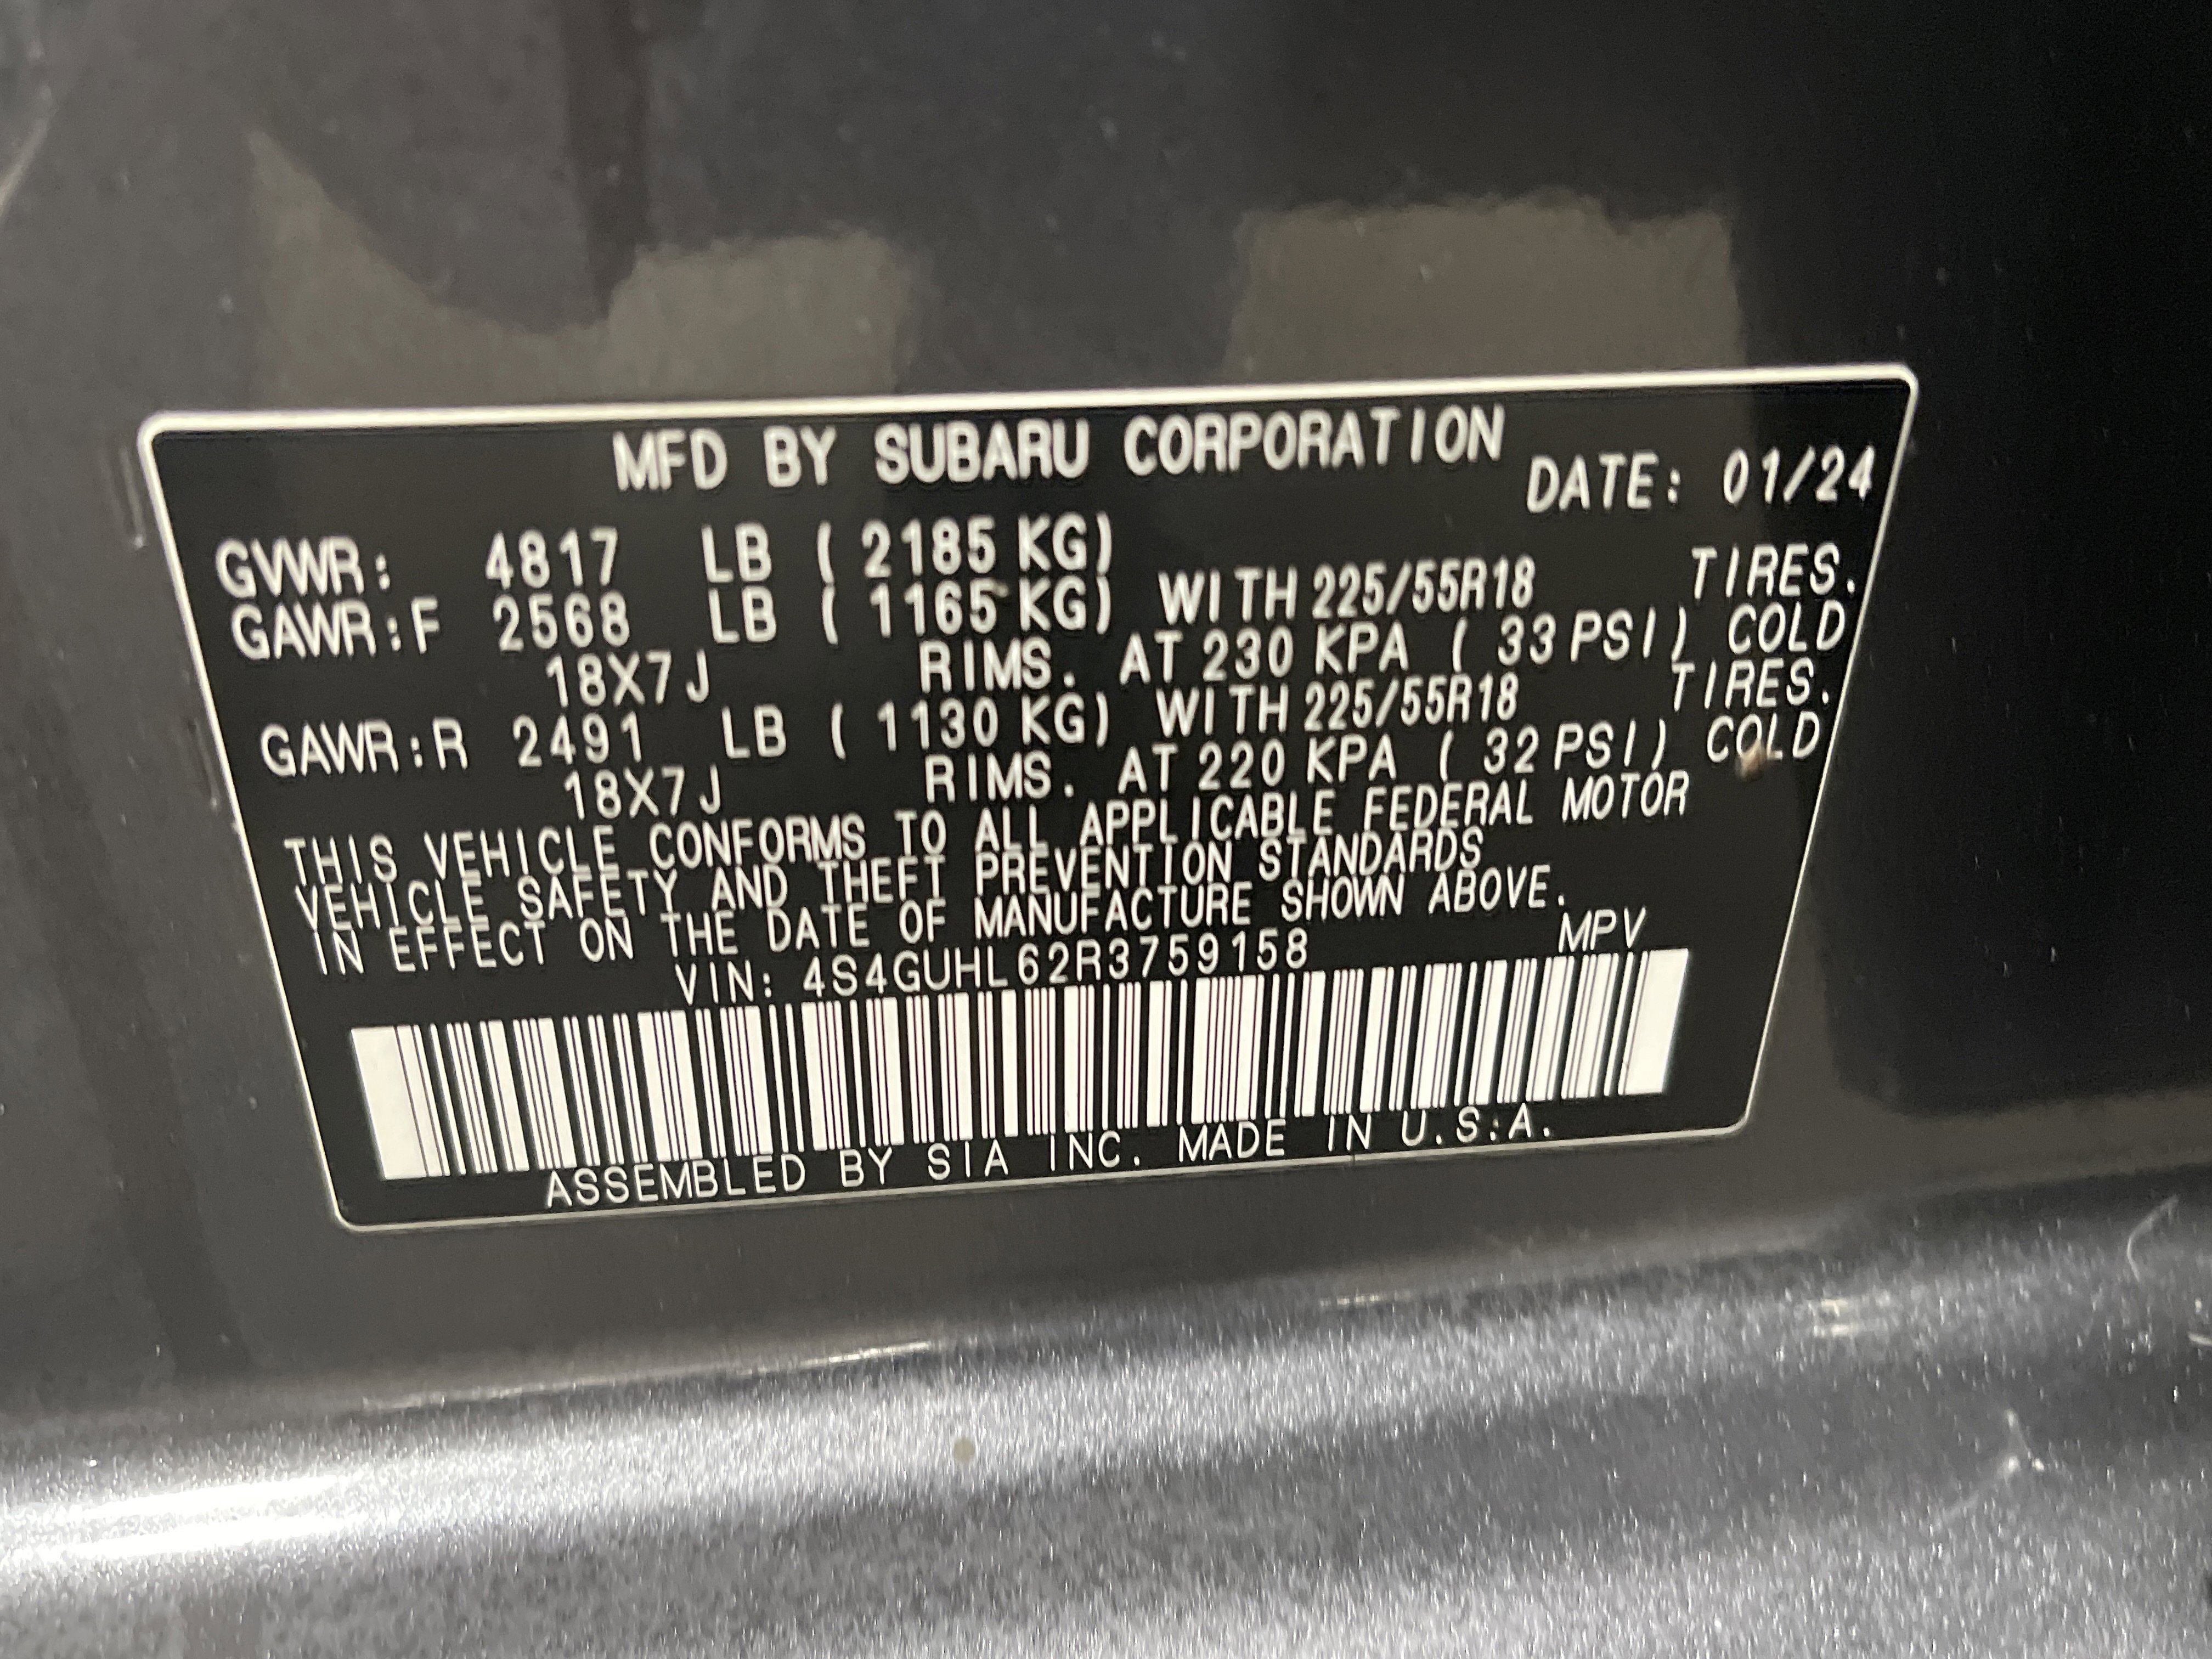 MFD BY SUBARU CORPORATION
DATE: 01/24
GVWR: 4817 LB ( 2185 KG)
GAWR:F 2568 LB ( 1165 KG) WITH 225/55R18 TIRES.
18X7J RIMS. AT 230 KPA ( 33 PSI) COLD
GAWR:R 2491 LB ( 1130 KG) WITH 225/55R18 TIRES.
18X7J RIMS. AT 220 KPA ( 32 PSI) COLD
THIS VEHICLE CONFORMS TO ALL APPLICABLE FEDERAL MOTOR
VEHICLE SAFETY AND THEFT PREVENTION STANDARDS
IN EFFECT ON THE DATE OF MANUFACTURE SHOWN ABOVE.
VIN: 4S4GUHL62R3759158 MPV
ASSEMBLED BY SIA INC. MADE IN U.S.A.